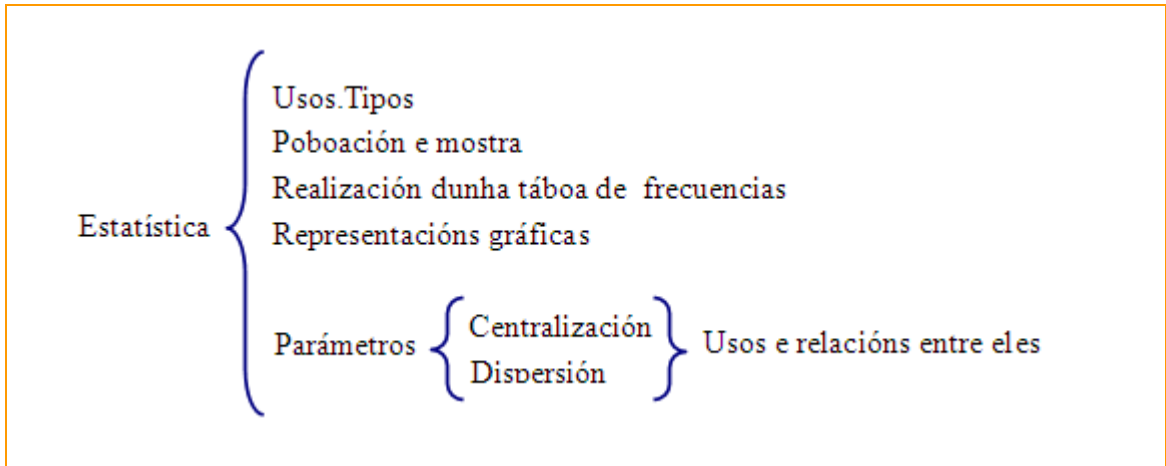 Usos.Tipos
Poboación e mostra
Realización dunha táboa de frecuencias
Estatística
Representacións gráficas
Parámetros
Centralización
Dispersión
Usos e relacións entre eles